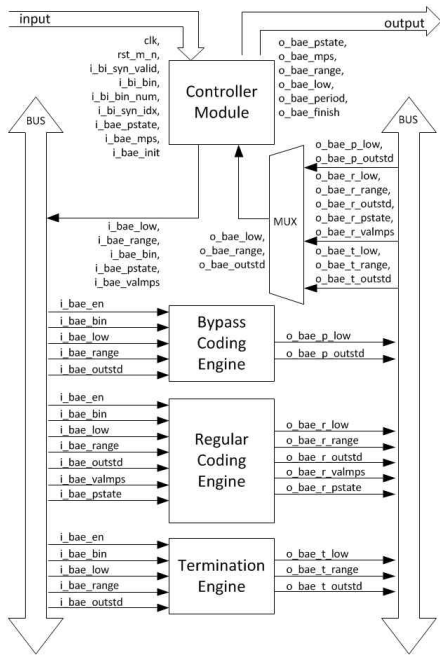 input
output
clk,
rst_m_n,
i_bi_syn_valid,
i_bi_bin,
i_bi_bin_num,
i_bi_syn_idx,
i_bae_pstate,
i_bae_mps,
i_bae_init
Controller
Module
o_bae_pstate,
o_bae_mps,
o_bae_range,
o_bae_low,
o_bae_period,
o_bae_finish
BUS
BUS
MUX
o_bae_p_low,
o_bae_p_outstd
o_bae_r_low,
o_bae_r_range,
o_bae_r_outstd,
o_bae_r_pstate,
o_bae_r_valmps
o_bae_t_low,
o_bae_t_range,
o_bae_t_outstd
i_bae_low,
i_bae_range,
i_bae_bin,
i_bae_pstate,
i_bae_valmps
o_bae_low,
o_bae_range,
o_bae_outstd
i_bae_en
i_bae_bin
i_bae_low
i_bae_range
i_bae_outstd
Bypass
Coding
Engine
o_bae_p_low
o_bae_p_outstd
i_bae_en
i_bae_bin
i_bae_low
i_bae_range
i_bae_outstd
i_bae_valmps
i_bae_pstate
Regular
Coding
Engine
o_bae_r_low
o_bae_r_range
o_bae_r_outstd
o_bae_r_valmps
o_bae_r_pstate
i_bae_en
i_bae_bin
i_bae_low
i_bae_range
i_bae_outstd
Termination
Engine
o_bae_t_low
o_bae_t_range
o_bae_t_outstd